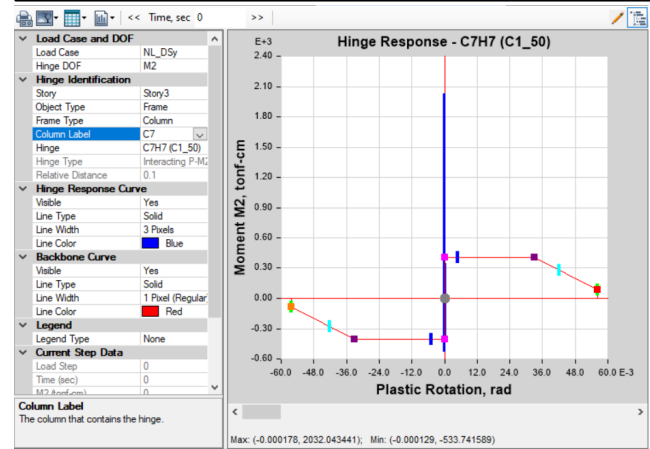 << Time, sec 0 >>
Load Case and DOF
Load Case NL_DSy
Hinge DOF M2
Hinge Identification
Story Story3
Object Type Frame
Frame Type Column
Column Label C7
Hinge C7H7 (C1_50)
Hinge Type Interacting P-M2
Relative Distance 0.1
Hinge Response Curve
Visible Yes
Line Type Solid
Line Width 3 Pixels
Line Color Blue
Backbone Curve
Visible Yes
Line Type Solid
Line Width 1 Pixel (Regular
Line Color Red
Legend
Legend Type None
Current Step Data
Load Step 0
Time (sec) 0
M2 (tonf-cm) 0
Column Label
The column that contains the hinge.
Hinge Response - C7H7 (C1_50)
E+3
2.40
2.10
1.80
1.50
1.20
0.90
0.60
0.30
0.00
-0.30
-0.60
Moment M2, tonf-cm
-60.0 -48.0 -36.0 -24.0 -12.0 0.0 12.0 24.0 36.0 48.0 60.0 E-3
Plastic Rotation, rad
Max: (-0.000178, 2032.043441); Min: (-0.000129, -533.741589)